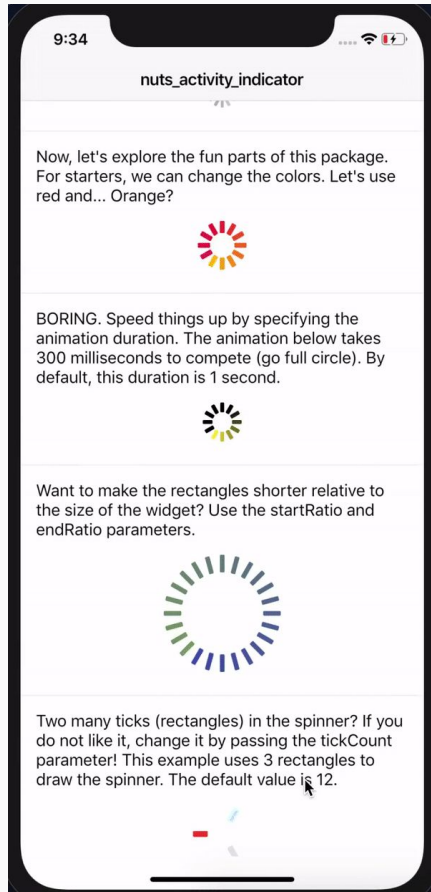 9:34
nuts_activity_indicator
Now, let's explore the fun parts of this package.
For starters, we can change the colors. Let's use
red and... Orange?
BORING. Speed things up by specifying the
animation duration. The animation below takes
300 milliseconds to compete (go full circle). By
default, this duration is 1 second.
Want to make the rectangles shorter relative to
the size of the widget? Use the startRatio and
endRatio parameters.
Two many ticks (rectangles) in the spinner? If you
do not like it, change it by passing the tickCount
parameter! This example uses 3 rectangles to
draw the spinner. The default value is 12.